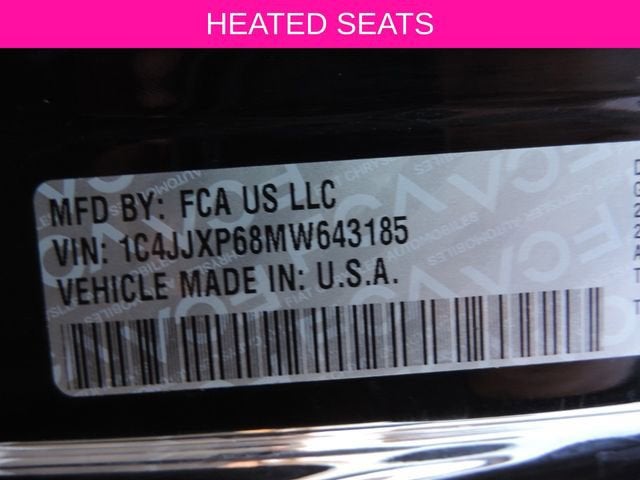 HEATED SEATS
MFD BY: FCA US LLC
VIN: 1C4JJXP68MW643185
VEHICLE MADE IN: U.S.A.